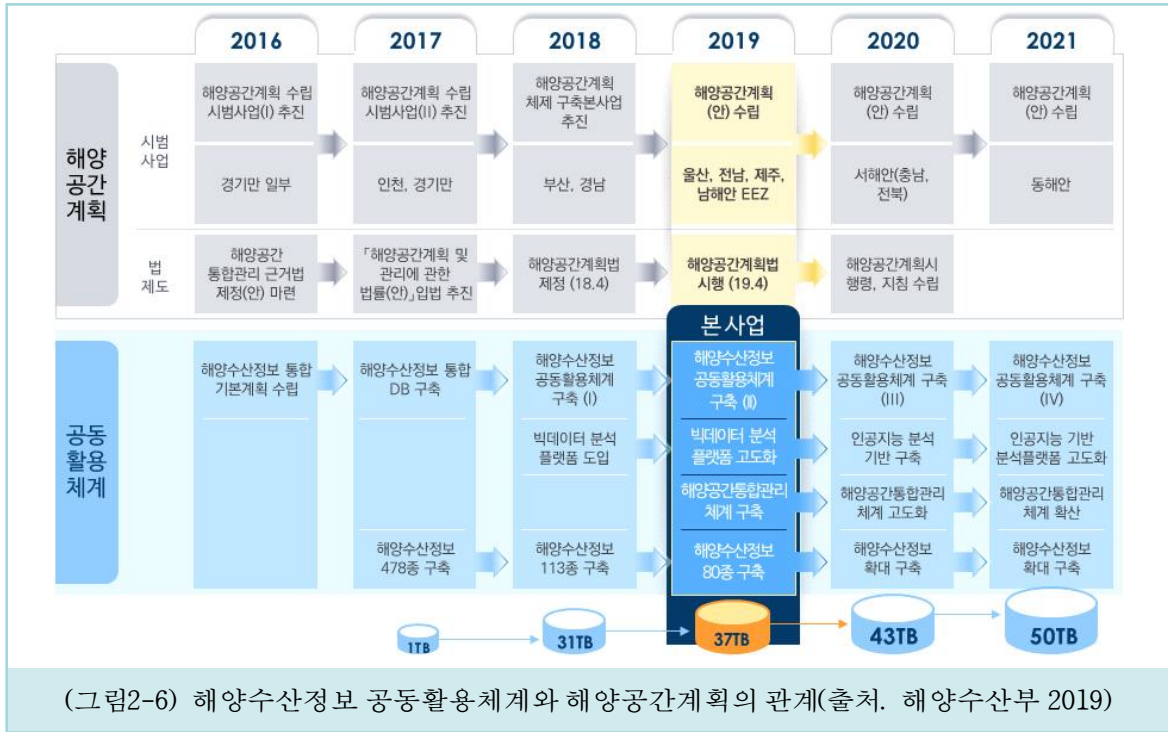 2016
2017
2018
2019
2020
2021
해양
공간
계획
시범
사업
해양공간계획 수립
시범사업(I) 추진
해양공간계획 수립
시범사업(II) 추진
해양공간계획
체제 구축본사업
추진
해양공간계획
(안) 수립
해양공간계획
(안) 수립
해양공간계획
(안) 수립
경기만 일부
인천, 경기만
부산, 경남
울산, 전남, 제주,
남해안 EEZ
서해안(충남,
전북)
동해안
법
제도
해양공간
통합관리 근거법
제정(안) 마련
「해양공간계획 및
관리에 관한
법률(안)」입법 추진
해양공간계획법
제정 (18.4)
해양공간계획법
시행 (19.4)
해양공간계획시
행령, 지침 수립
본사업
공동
활용
체계
해양수산정보 통합
기본계획 수립
해양수산정보 통합
DB 구축
해양수산정보
공동활용체계
구축 (I)
해양수산정보
공동활용체계
구축 (II)
해양수산정보
공동활용체계 구축
(III)
해양수산정보
공동활용체계 구축
(IV)
빅데이터 분석
플랫폼 도입
빅데이터 분석
플랫폼 고도화
인공지능 분석
기반 구축
인공지능 기반
분석플랫폼 고도화
해양공간통합관리
체계 구축
해양공간통합관리
체계 고도화
해양공간통합관리
체계 확산
해양수산정보
478종 구축
해양수산정보
113종 구축
해양수산정보
80종 구축
해양수산정보
확대 구축
해양수산정보
확대 구축
1TB
31TB
37TB
43TB
50TB
(그림2-6) 해양수산정보 공동활용체계와 해양공간계획의 관계(출처. 해양수산부 2019)